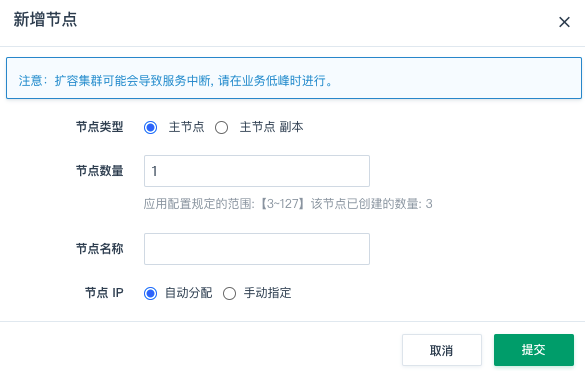 新增节点
注意：扩容集群可能会导致服务中断, 请在业务低峰时进行。
节点类型 主节点 主节点 副本
节点数量 1
应用配置规定的范围:【3~127】该节点已创建的数量: 3
节点名称
节点 IP 自动分配 手动指定
取消 提交